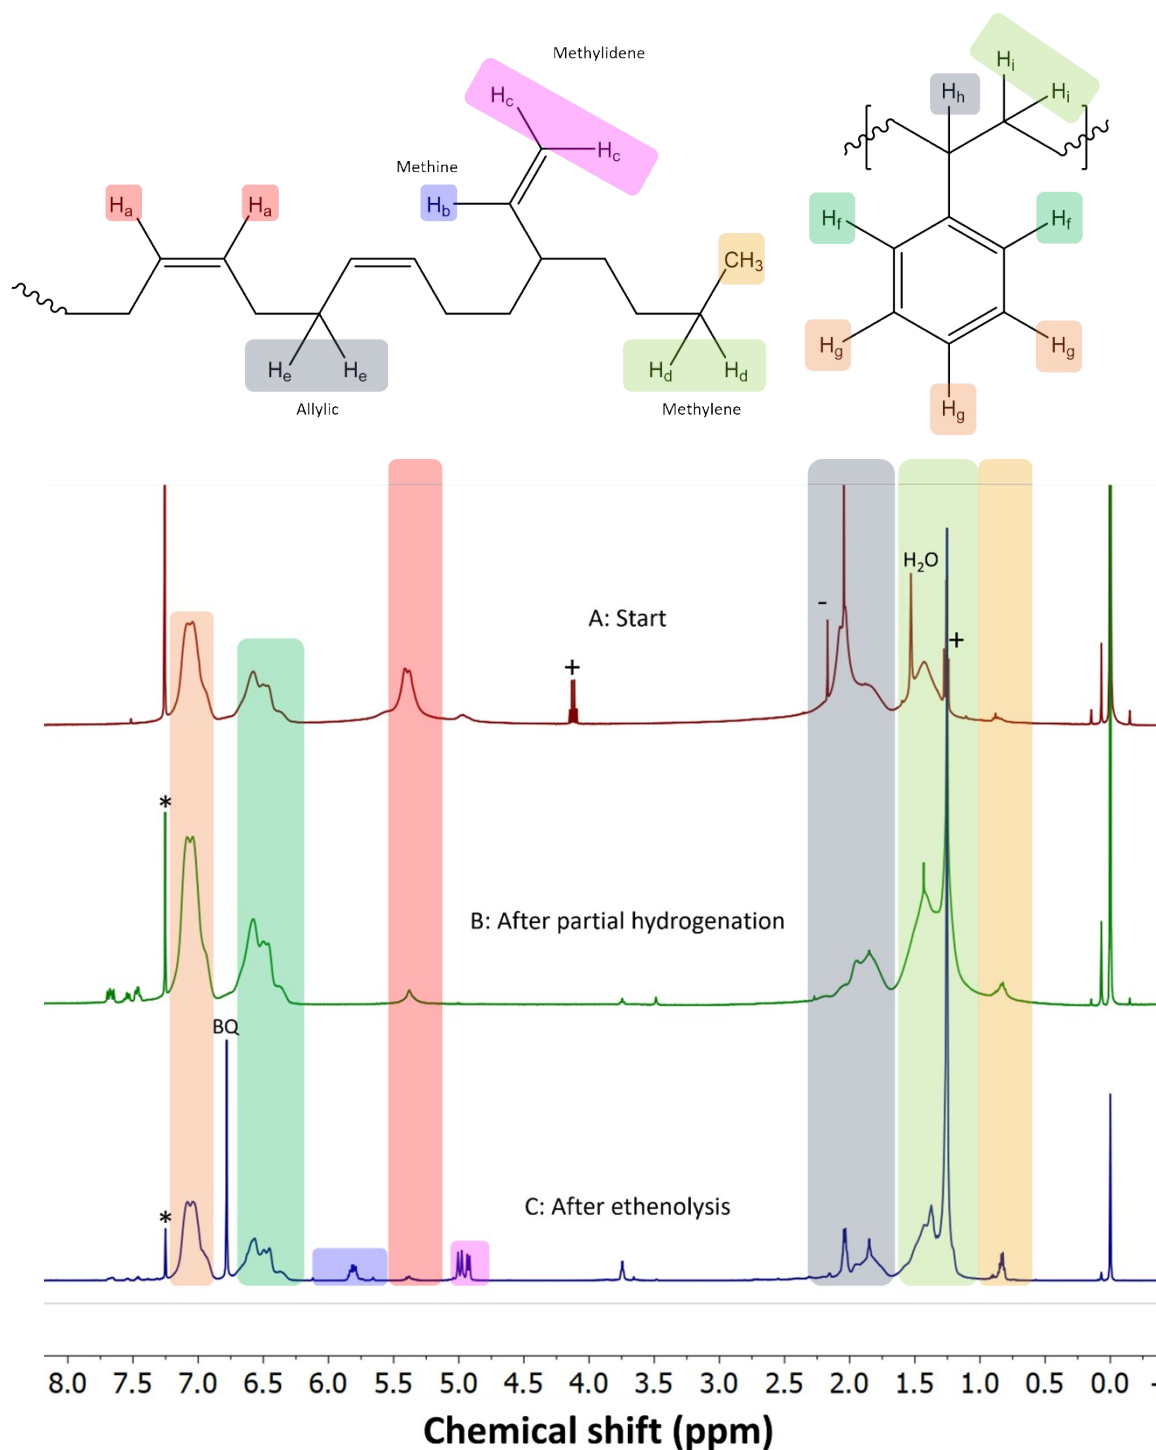 Methylidene
Hc
Hc
Methine
Hb
Ha
Ha
CH3
He
He
Allylic
Hd
Hd
Methylene
Hi
Hi
Hh
Hf
Hf
Hg
Hg
Hg
A: Start
+
-
H2O
+
*
B: After partial hydrogenation
BQ
*
C: After ethenolysis
8.0 7.5 7.0 6.5 6.0 5.5 5.0 4.5 4.0 3.5 3.0 2.5 2.0 1.5 1.0 0.5 0.0 -
Chemical shift (ppm)